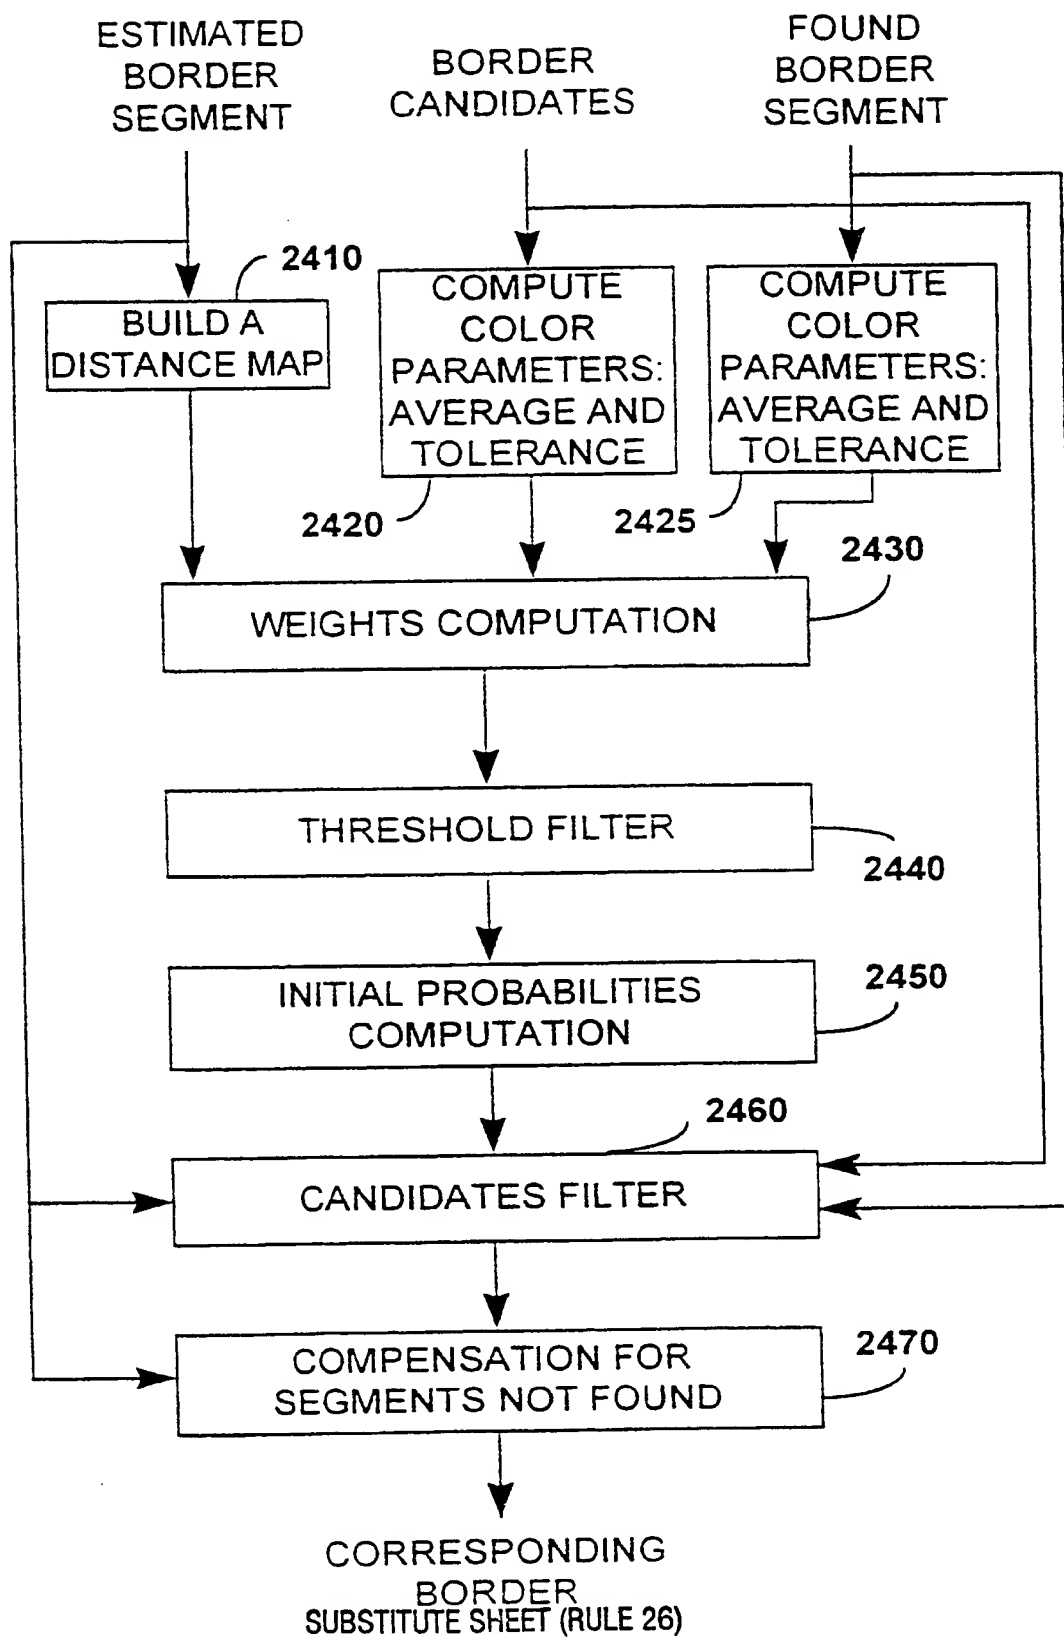 ESTIMATED
BORDER
SEGMENT
BORDER
CANDIDATES
FOUND
BORDER
SEGMENT
2410
BUILD A
DISTANCE MAP
COMPUTE
COLOR
PARAMETERS:
AVERAGE AND
TOLERANCE
COMPUTE
COLOR
PARAMETERS:
AVERAGE AND
TOLERANCE
2420
2425
2430
WEIGHTS COMPUTATION
THRESHOLD FILTER
2440
INITIAL PROBABILITIES
COMPUTATION
2450
2460
CANDIDATES FILTER
COMPENSATION FOR
SEGMENTS NOT FOUND
2470
CORRESPONDING
BORDER
SUBSTITUTE SHEET (RULE 26)